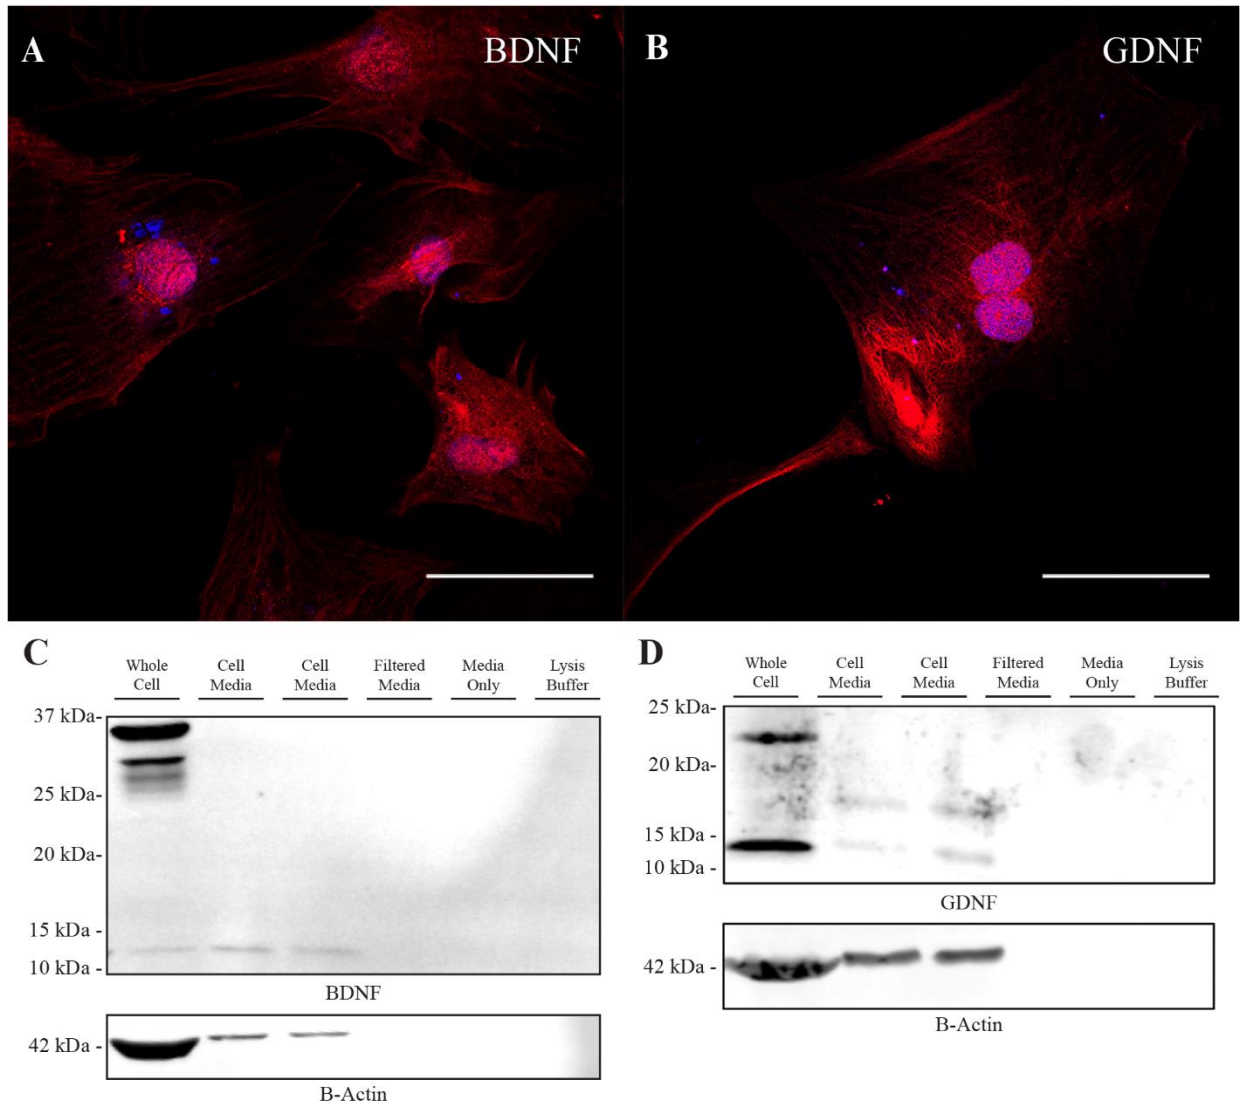 A
BDNF
B
GDNF
C
Whole
Cell
Cell
Media
Cell
Media
Filtered
Media
Media
Only
Lysis
Buffer
37 kDa-
25 kDa-
20 kDa-
15 kDa -
10 kDa -
BDNF
42 kDa -
B-Actin
D
Whole
Cell
Cell
Media
Cell
Media
Filtered
Media
Media
Only
Lysis
Buffer
25 kDa-
20 kDa-
15 kDa -
10 kDa -
GDNF
42 kDa -
B-Actin